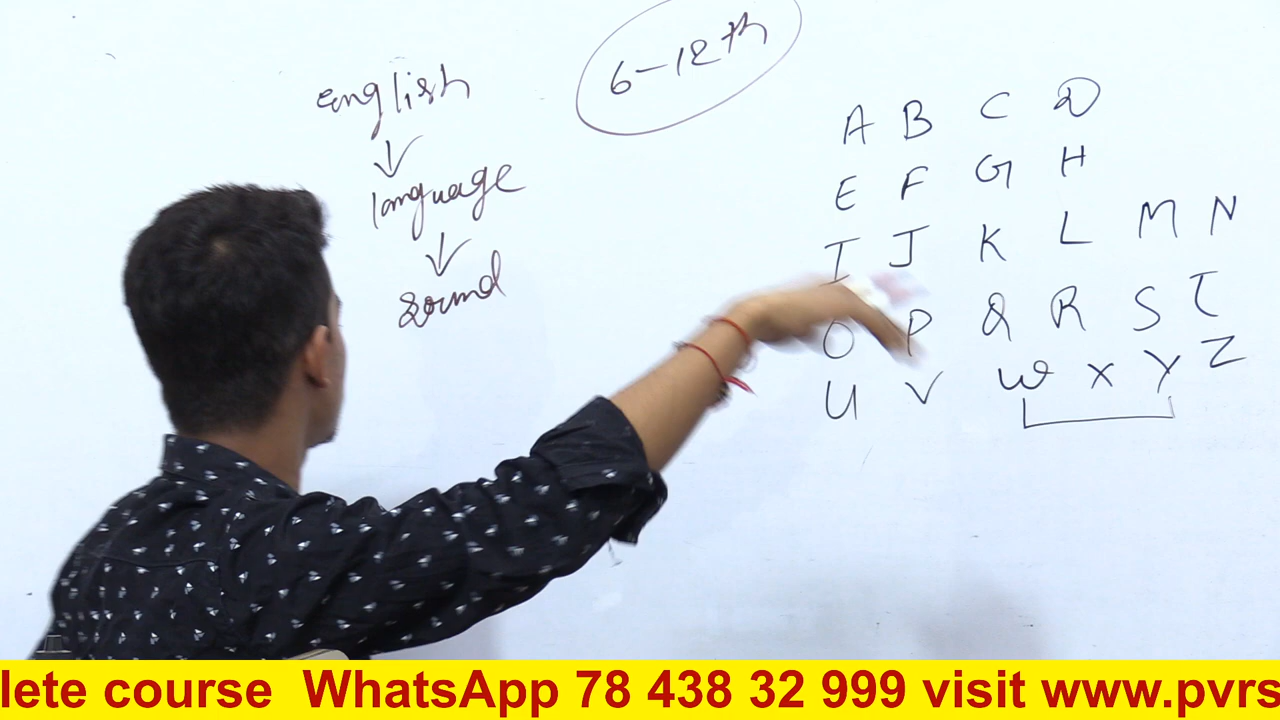 6-12th
English
language
sound
A B C D
E F G H
I J K L M N
O P Q R S T
U V W X Y Z
lete course WhatsApp 78 438 32 999 visit www.pvrs